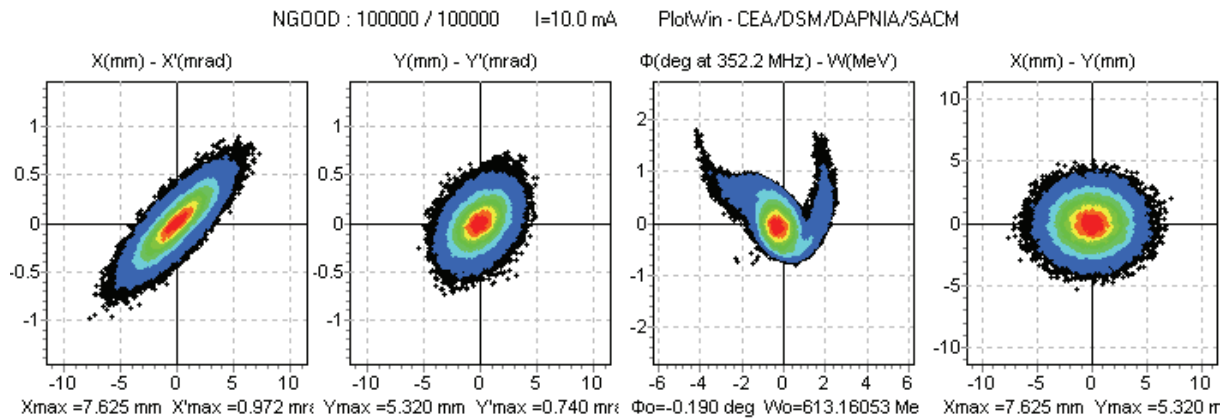 NGOOD : 100000 / 100000 I=10.0 mA PlotWin - CEA/DSM/DAPNIA/SACM
X(mm) - X'(mrad) Y(mm) - Y'(mrad) Φ(deg at 352.2 MHz) - W(MeV) X(mm) - Y(mm)
1 1 2 10
0.5 0.5 1 5
0 0 0 0
-0.5 -0.5 -1 -5
-1 -1 -2 -10
-10 -5 0 5 10 -10 -5 0 5 10 -6 -4 -2 0 2 4 6 -10 -5 0 5 10
Xmax =7.625 mm X'max =0.972 mr Ymax =5.320 mm Y'max =0.740 mr Φo=-0.190 deg Wo=613.16053 Me Xmax =7.625 mm Ymax =5.320 m